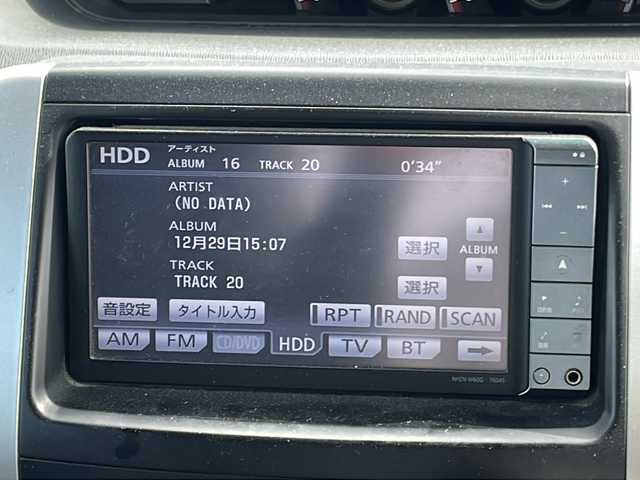 HDD アーティスト
ALBUM 16 TRACK 20 0'34"
ARTIST
(NO DATA)
ALBUM
12月29日15:07
選択 ALBUM
TRACK
TRACK 20
選択
音設定 タイトル入力 RPT RAND SCAN
AM FM CD/DVD HDD TV BT